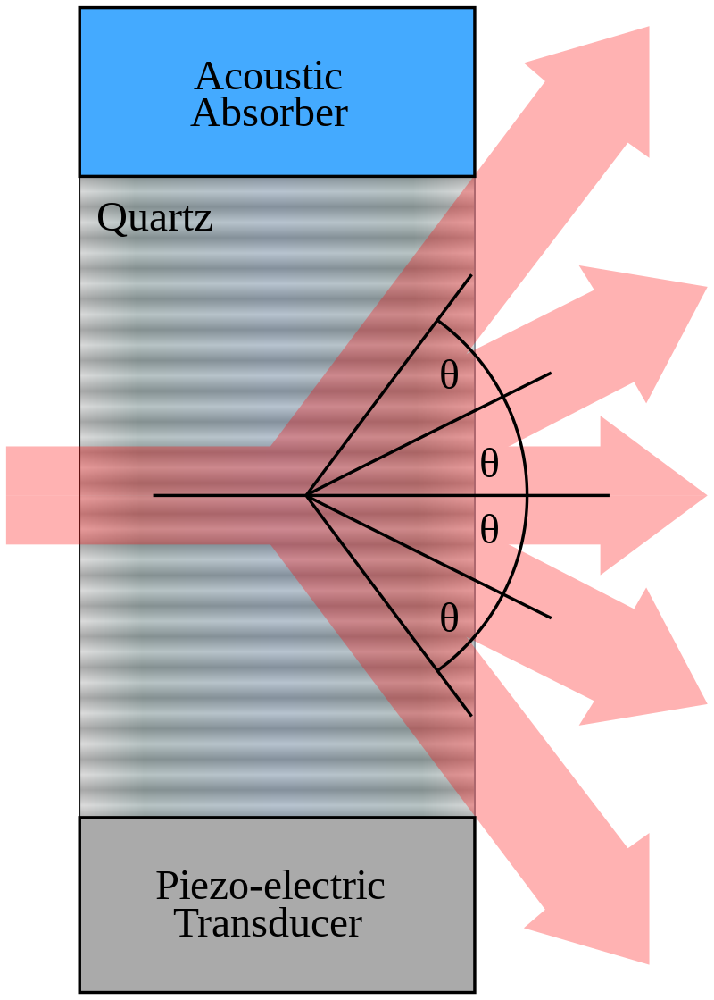 Acoustic
Absorber
Quartz
θ
θ
θ
θ
Piezo-electric
Transducer